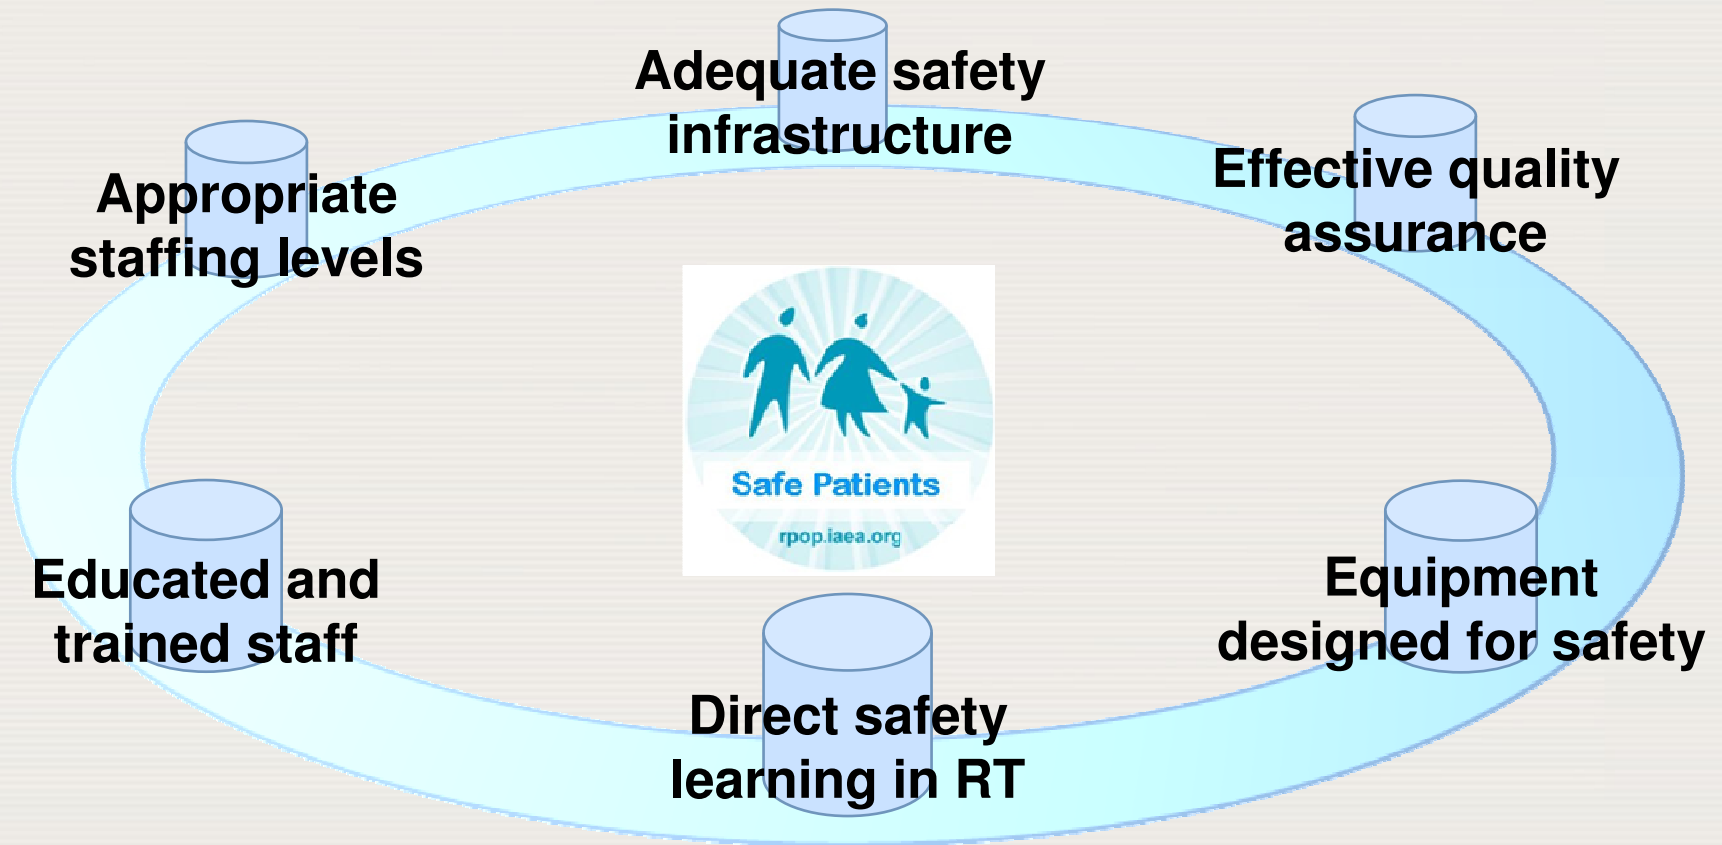 Adequate safety
infrastructure
Effective quality
assurance
Appropriate
staffing levels
Safe Patients
rpop.iaea.org
Educated and
trained staff
Equipment
designed for safety
Direct safety
learning in RT